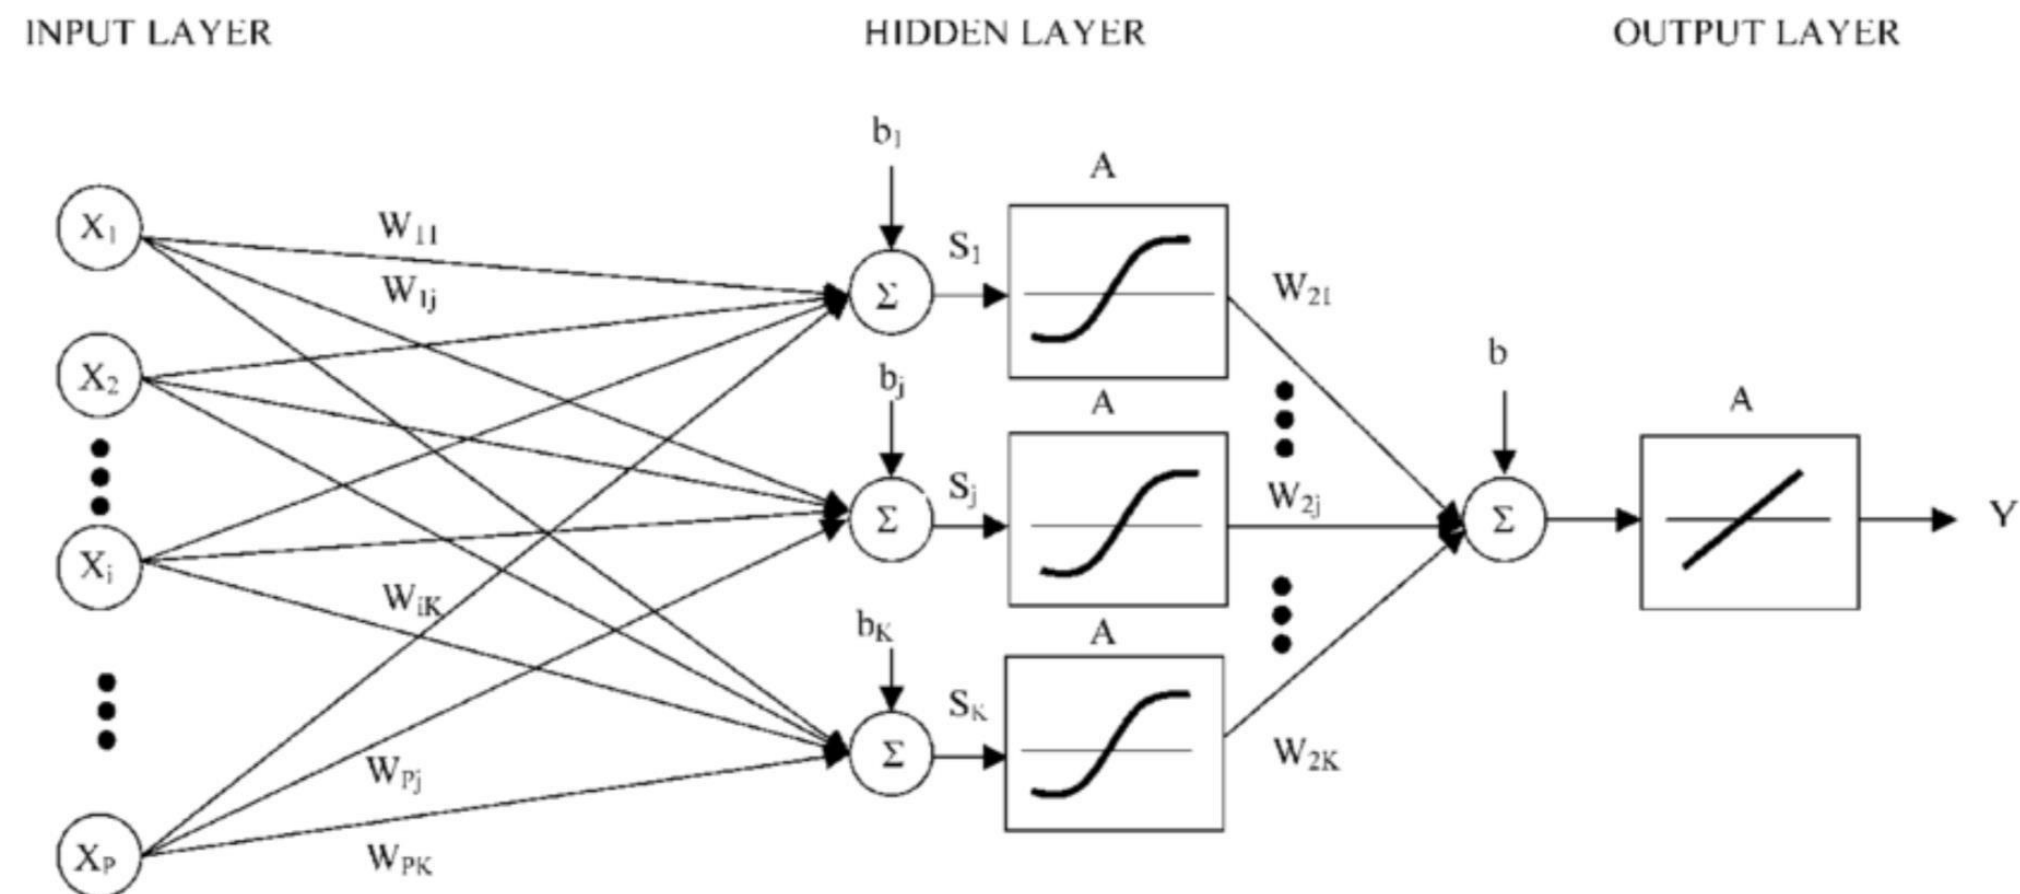 INPUT LAYER HIDDEN LAYER OUTPUT LAYER
b₁
A
X₁ W₁₁ S₁
W₁ⱼ Σ W₂₁
b
X₂ bⱼ A A
Sⱼ W₂ⱼ
Σ Σ Y
Xᵢ
WᵢK bK A
SK
Σ W₂K
WPj
XP WPK